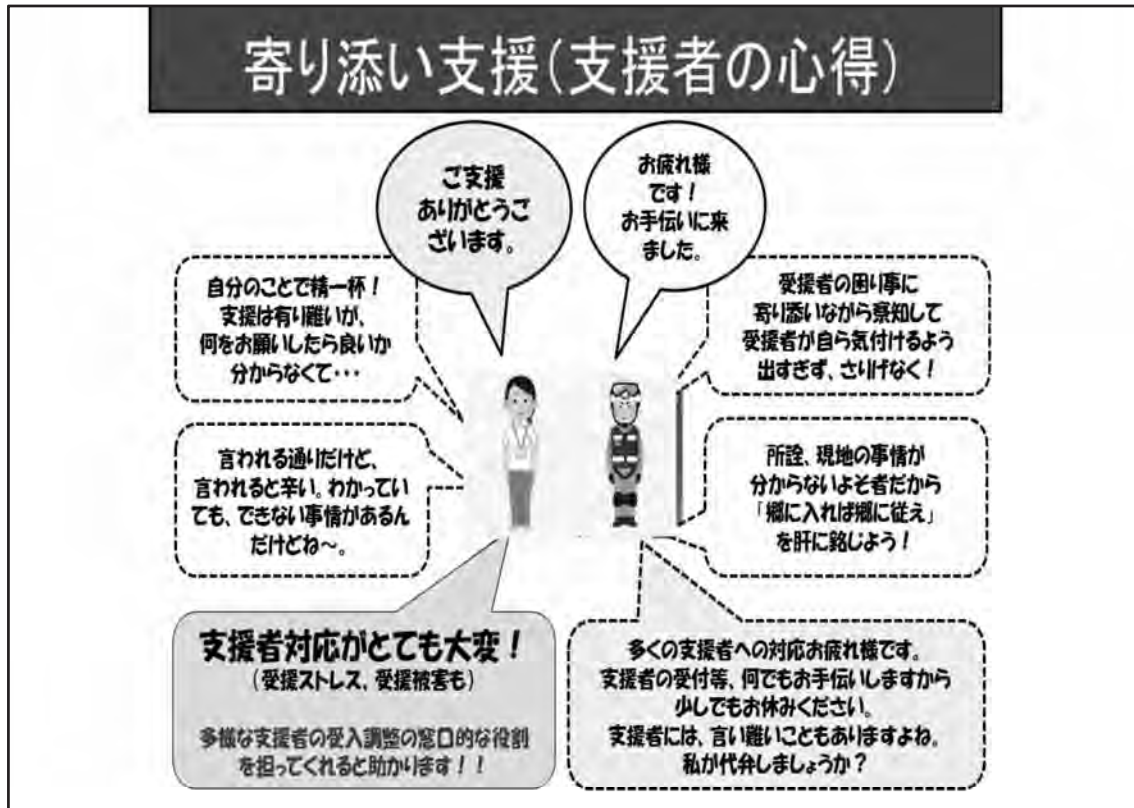 寄り添い支援(支援者の心得)
ご支援
ありがとうご
ざいます。
お疲れ様
です！
お手伝いに来
ました。
自分のことで精一杯！
支援は有り難いが、
何をお願いしたら良いか
分からなくて・・・
受援者の困り事に
寄り添いながら察知して
受援者が自ら気付けるよう
出すぎず、さりげなく！
言われる通りだけど、
言われると辛い。わかってい
ても、できない事情があるん
だけどね～。
所詮、現地の事情が
分からないよそ者だから
「郷に入れば郷に従え」
を肝に銘じよう！
支援者対応がとても大変！
(受援ストレス、受援被害も)
多様な支援者の受入調整の窓口的な役割
を担ってくれると助かります！！
多くの支援者への対応お疲れ様です。
支援者の受付等、何でもお手伝いしますから
少しでもお休みください。
支援者には、言い難いこともありますよね。
私が代弁しましょうか？